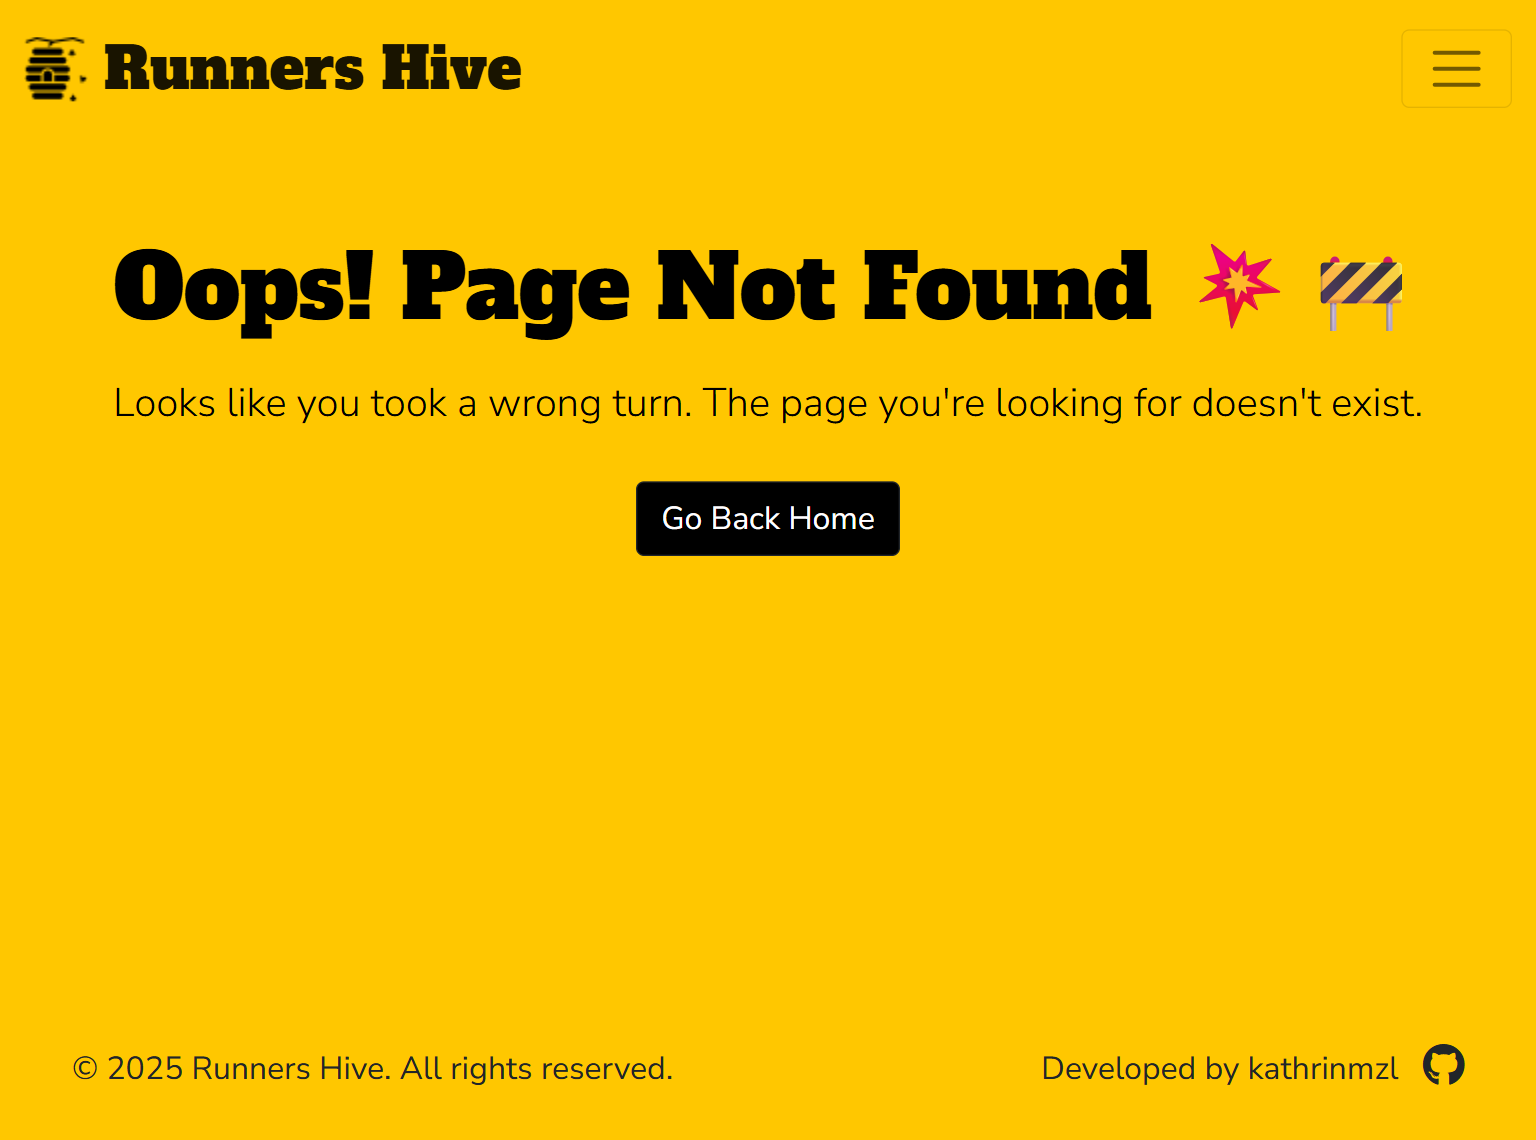 Runners Hive
Oops! Page Not Found 💥 🚧
Looks like you took a wrong turn. The page you're looking for doesn't exist.
Go Back Home
© 2025 Runners Hive. All rights reserved.
Developed by kathrinmzl